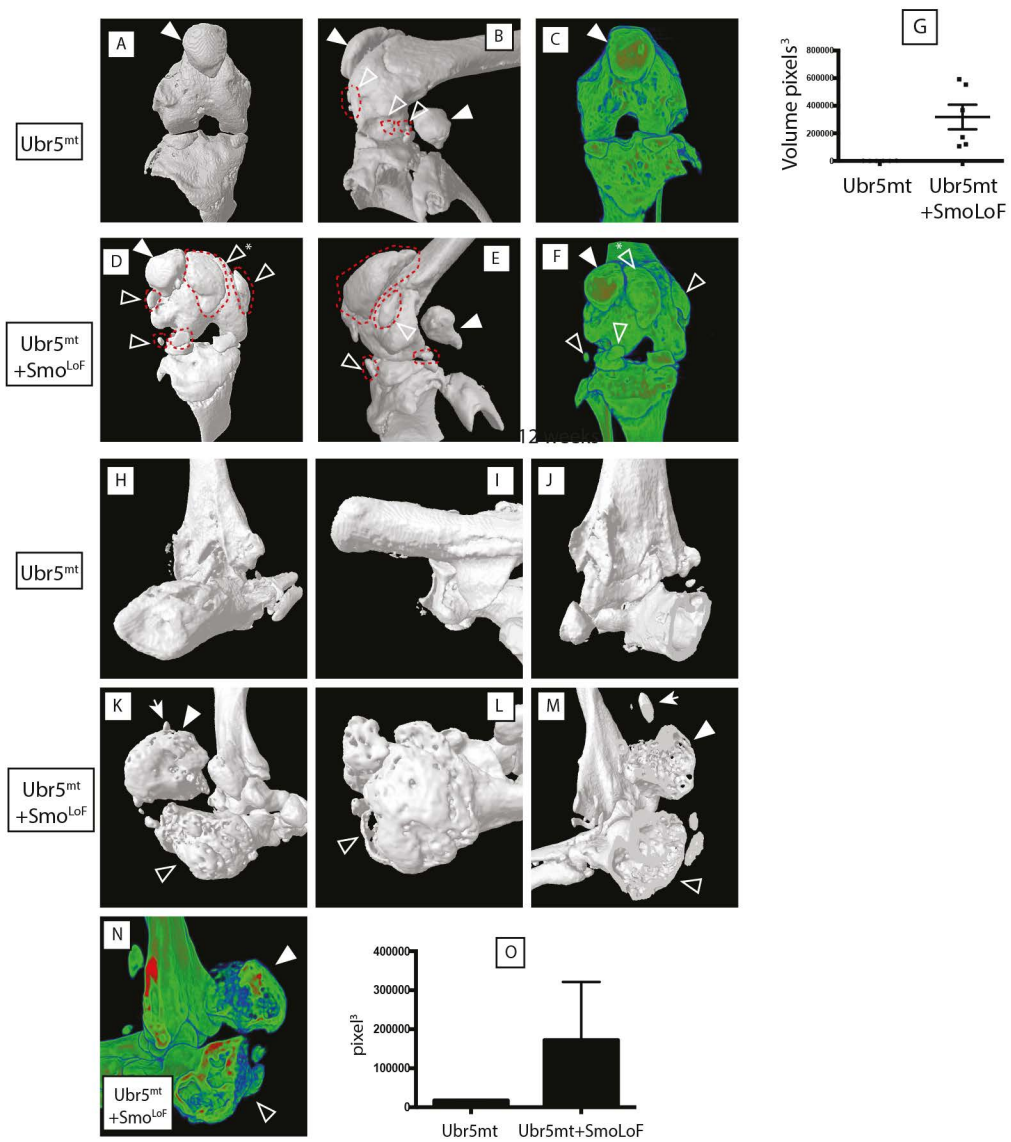 A
B
C
G
Ubr5mt
Volume pixels3
800000
600000
400000
200000
0
Ubr5mt
Ubr5mt
+SmoLoF
D
*
E
F
*
Ubr5mt
+SmoLoF
12 weeks
H
I
J
Ubr5mt
K
L
M
Ubr5mt
+SmoLoF
N
Ubr5mt
+SmoLoF
O
pixel3
400000
300000
200000
100000
0
Ubr5mt
Ubr5mt+SmoLoF